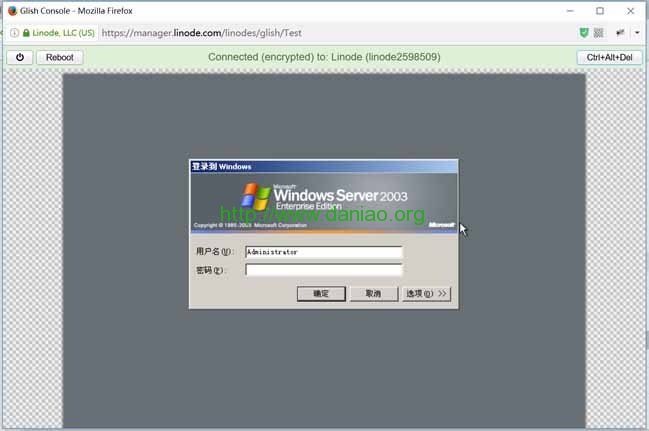 Glish Console - Mozilla Firefox
Linode, LLC (US)
https://manager.linode.com/linodes/glish/Test
Reboot
Connected (encrypted) to: Linode (linode2598509)
Ctrl+Alt+Del
登录到 Windows
Microsoft
Windows Server 2003
Enterprise Edition
http://www.daniao.org
Copyright © 1985-2003 Microsoft Corporation
Microsoft
用户名(U):
Administrator
密码(P):
确定
取消
选项(O) >>